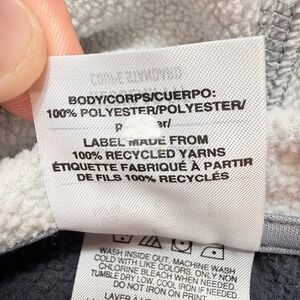 BODY/CORPS/CUERPO:
100% POLYESTER/POLYESTER/
LABEL MADE FROM
100% RECYCLED YARNS
ÉTIQUETTE FABRIQUÉ À PARTIR
DE FILS 100% RECYCLÉS
WASH INSIDE OUT. MACHINE WASH
COLD WITH LIKE COLORS. ONLY NON
CHLORINE BLEACH WHEN NEEDED.
TUMBLE DRY LOW. COOL IRON IF NEEDED
DO NOT IRON ON PRINT
LAVER À